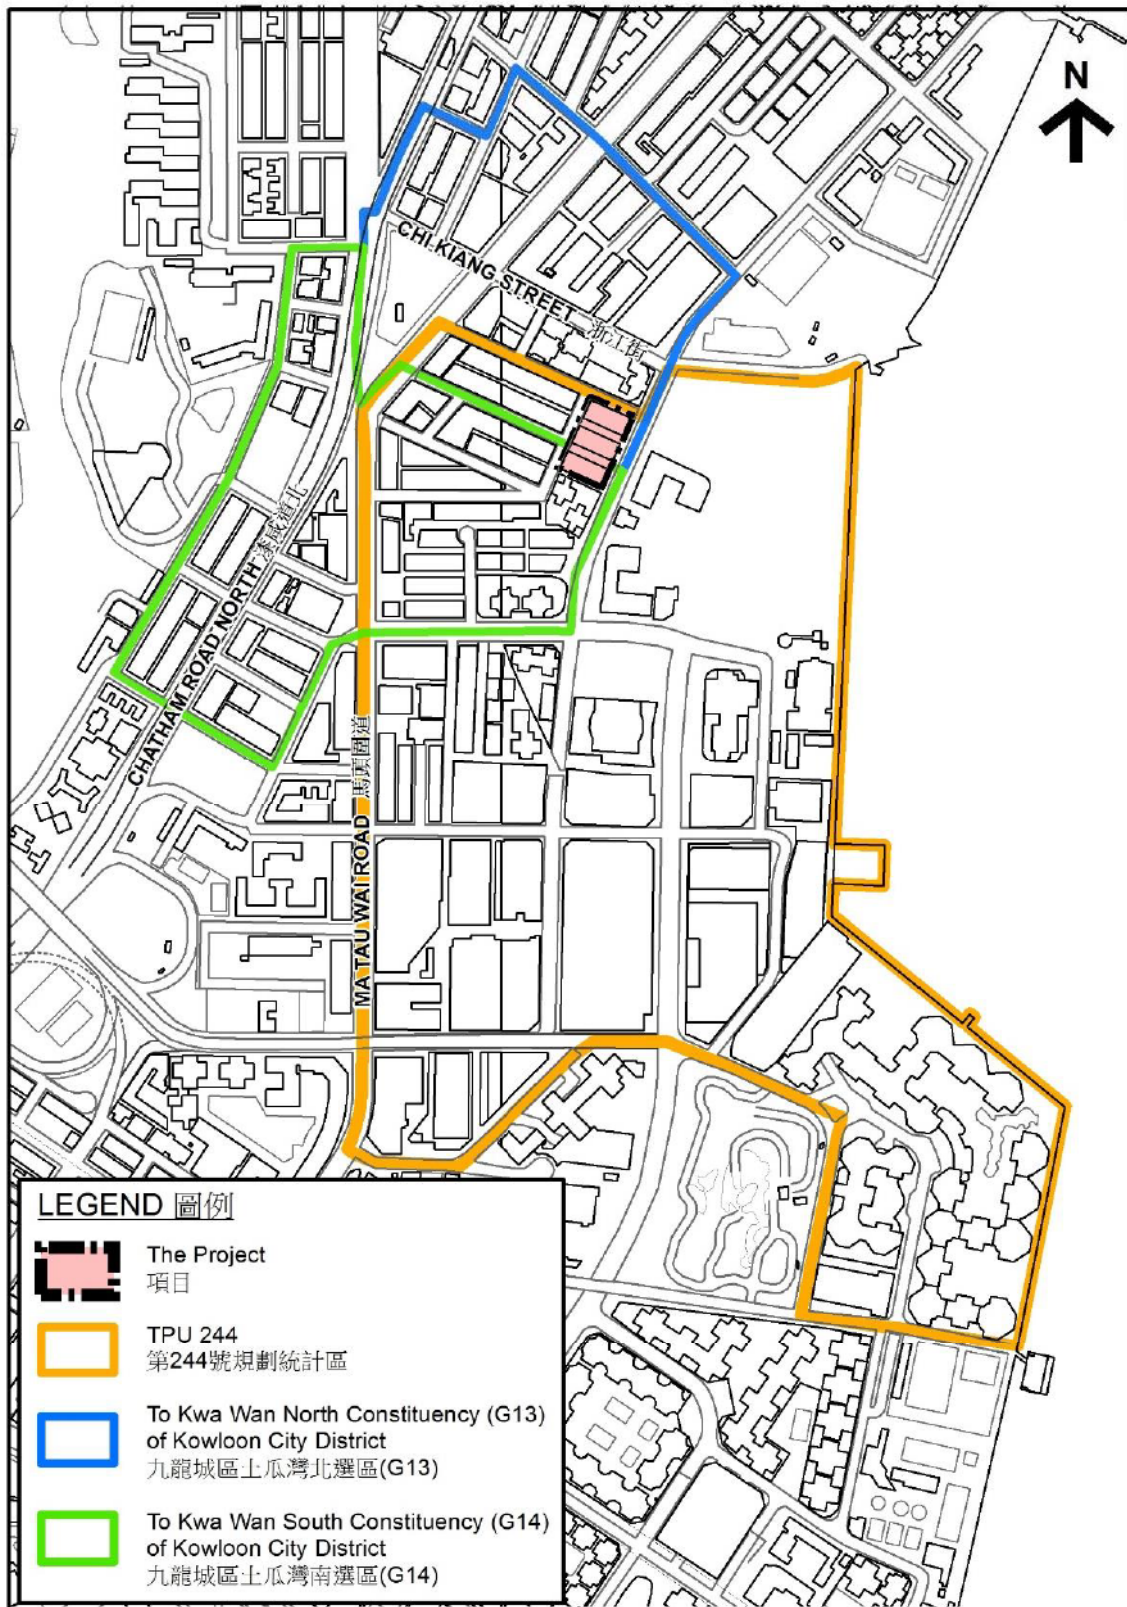 N
CHI KIANG STREET 浙江街
CHATHAM ROAD NORTH 漆咸道北
MA TAU WAI ROAD 馬頭圍道
LEGEND 圖例
The Project
項目
TPU 244
第244號規劃統計區
To Kwa Wan North Constituency (G13)
of Kowloon City District
九龍城區土瓜灣北選區(G13)
To Kwa Wan South Constituency (G14)
of Kowloon City District
九龍城區土瓜灣南選區(G14)